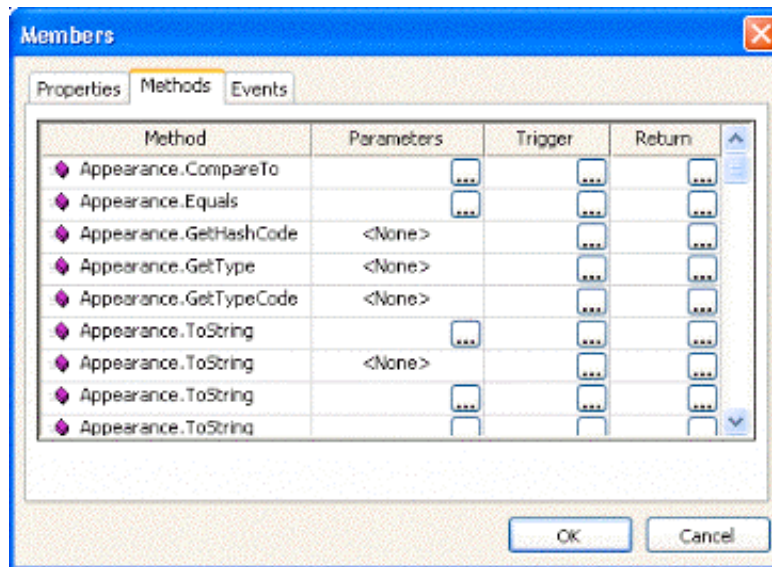 Members
Properties Methods Events
Method Parameters Trigger Return
Appearance.CompareTo ... ... ...
Appearance.Equals ... ... ...
Appearance.GetHashCode <None> ... ...
Appearance.GetType <None> ... ...
Appearance.GetTypeCode <None> ... ...
Appearance.ToString ... ... ...
Appearance.ToString <None> ... ...
Appearance.ToString ... ... ...
Appearance.ToString
OK Cancel